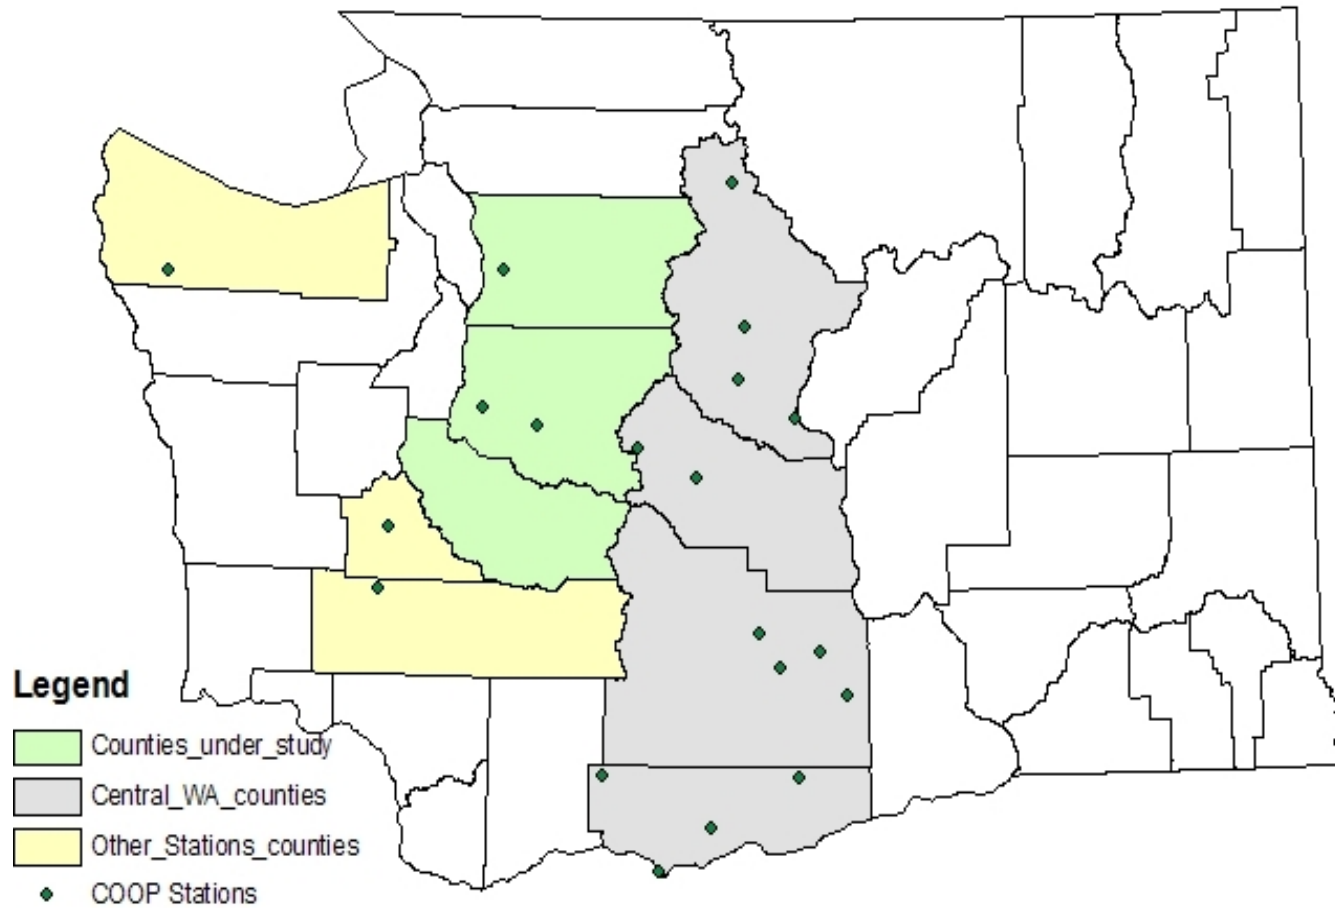 Legend
Counties_under_study
Central_WA_counties
Other_Stations_counties
COOP Stations